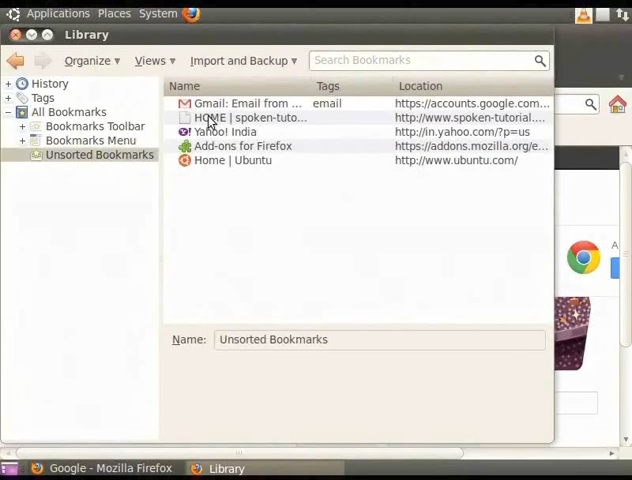 Applications Places System
Library
Organize Views Import and Backup Search Bookmarks
History
Tags
All Bookmarks
Bookmarks Toolbar
Bookmarks Menu
Unsorted Bookmarks
Name Tags Location
Gmail: Email from ... email https://accounts.google.com...
HOME | spoken-tuto... http://www.spoken-tutorial....
Yahoo! India http://in.yahoo.com/?p=us
Add-ons for Firefox https://addons.mozilla.org/e...
Home | Ubuntu http://www.ubuntu.com/
Name: Unsorted Bookmarks
A
Google - Mozilla Firefox Library